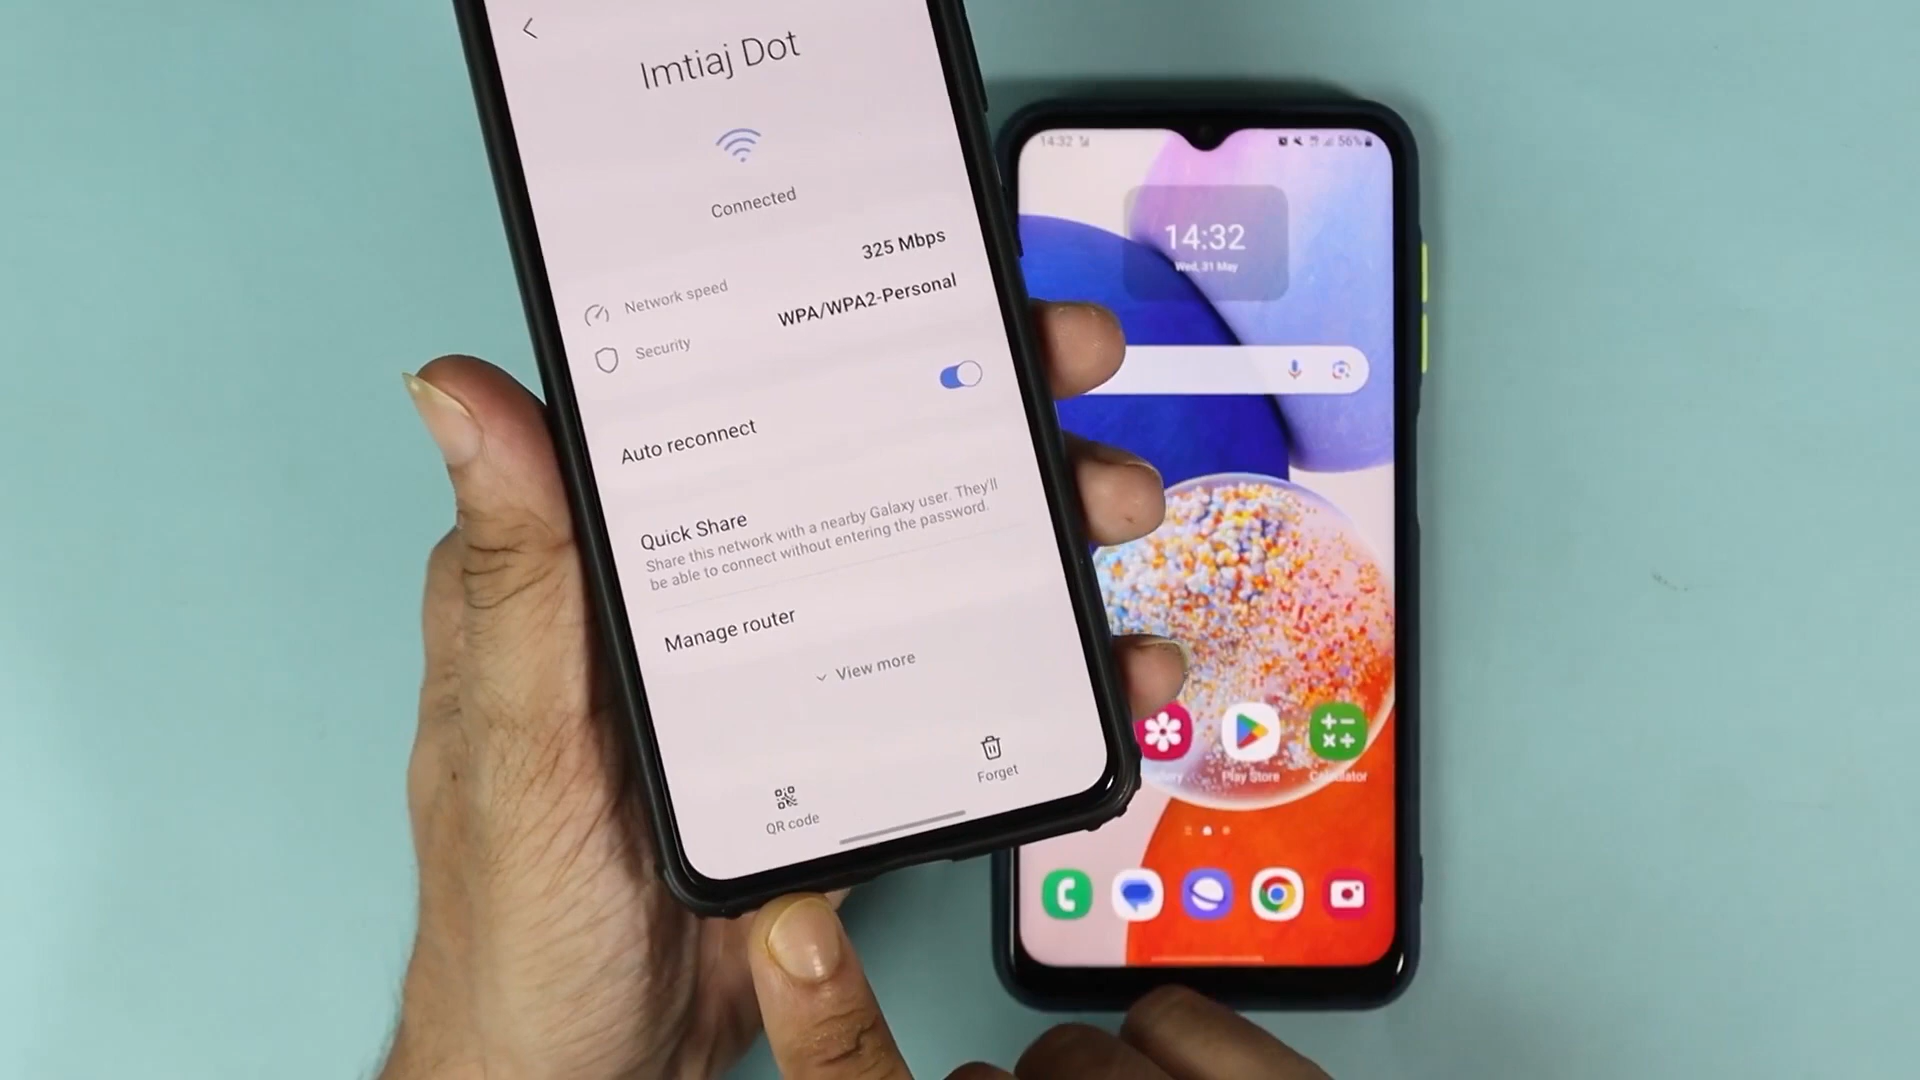 Imtiaj Dot
Connected
Network speed
325 Mbps
Security
WPA/WPA2-Personal
Auto reconnect
Quick Share
Share this network with a nearby Galaxy user. They'll
be able to connect without entering the password.
Manage router
View more
QR code
Forget
14:32
56%
14:32
Wed, 31 May
Play Store